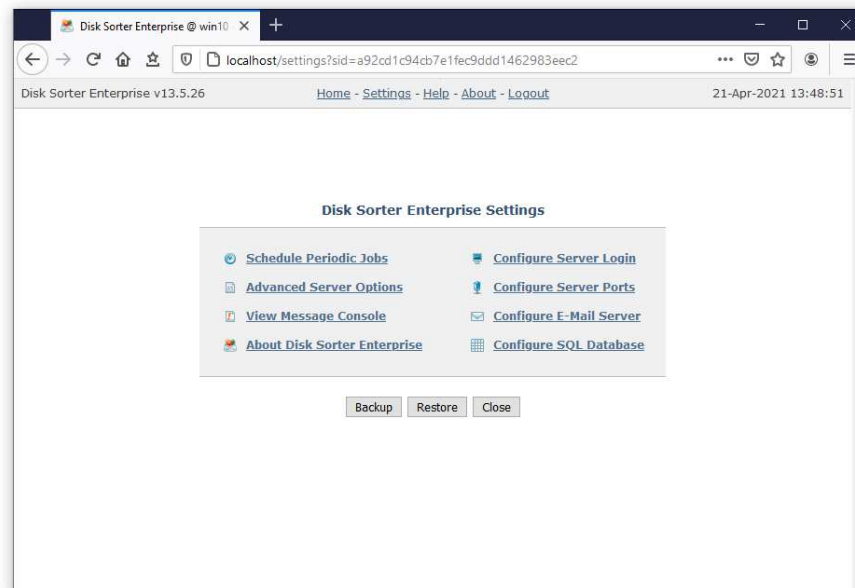 Disk Sorter Enterprise @ win10
localhost/settings?sid=a92cd1c94cb7e1fec9ddd1462983eec2
Disk Sorter Enterprise v13.5.26 Home - Settings - Help - About - Logout 21-Apr-2021 13:48:51
Disk Sorter Enterprise Settings
Schedule Periodic Jobs Configure Server Login
Advanced Server Options Configure Server Ports
View Message Console Configure E-Mail Server
About Disk Sorter Enterprise Configure SQL Database
Backup Restore Close